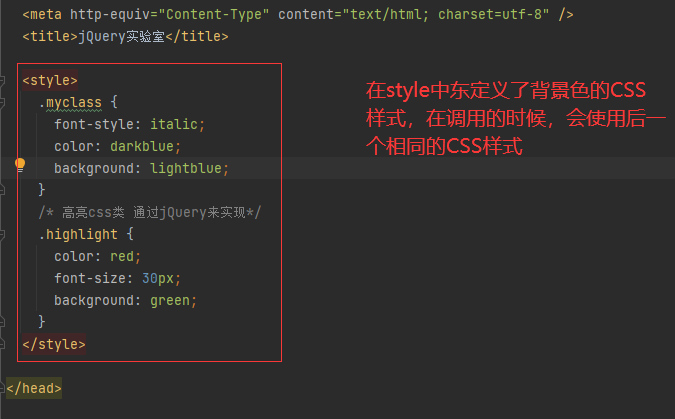 <meta http-equiv="Content-Type" content="text/html; charset=utf-8" />
<title>jQuery实验室</title>
<style>
.myclass {
font-style: italic;
color: darkblue;
background: lightblue;
}
/* 高亮css类 通过jQuery来实现*/
.highlight {
color: red;
font-size: 30px;
background: green;
}
</style>
</head>
在style中东定义了背景色的CSS
样式，在调用的时候，会使用后一
个相同的CSS样式